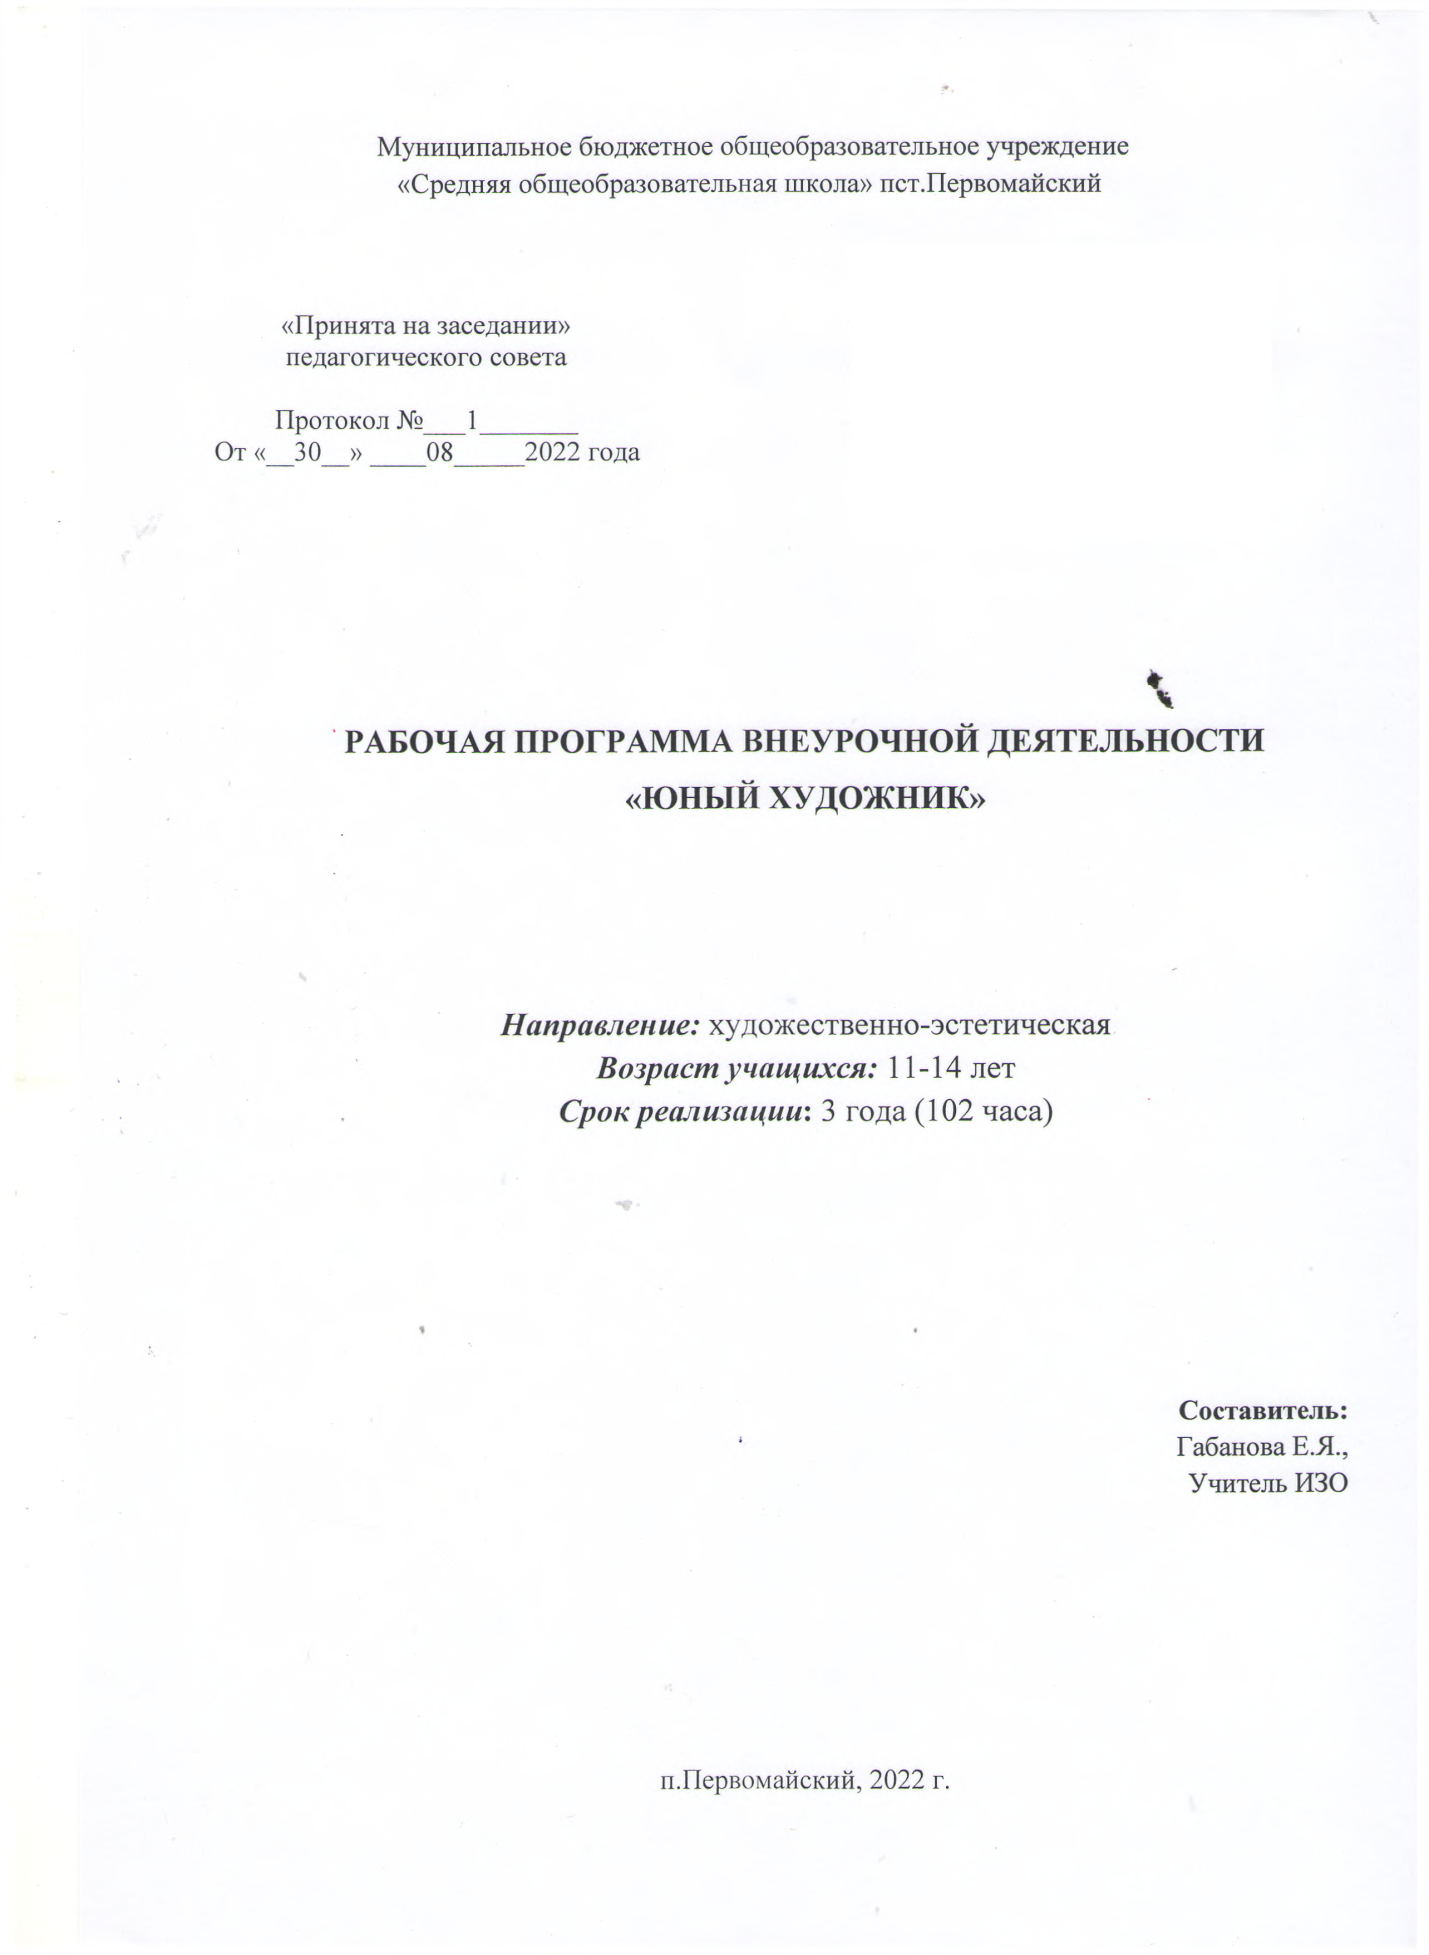 Муниципальное бюджетное общеобразовательное учреждение
«Средняя общеобразовательная школа» пст.Первомайский
«Принята на заседании»
педагогического совета
Протокол №___1_______
От «__30__» ____08_____2022 года
РАБОЧАЯ ПРОГРАММА ВНЕУРОЧНОЙ ДЕЯТЕЛЬНОСТИ
«ЮНЫЙ ХУДОЖНИК»
Направление: художественно-эстетическая
Возраст учащихся: 11-14 лет
Срок реализации: 3 года (102 часа)
Составитель:
Габанова Е.Я.,
Учитель ИЗО
п.Первомайский, 2022 г.